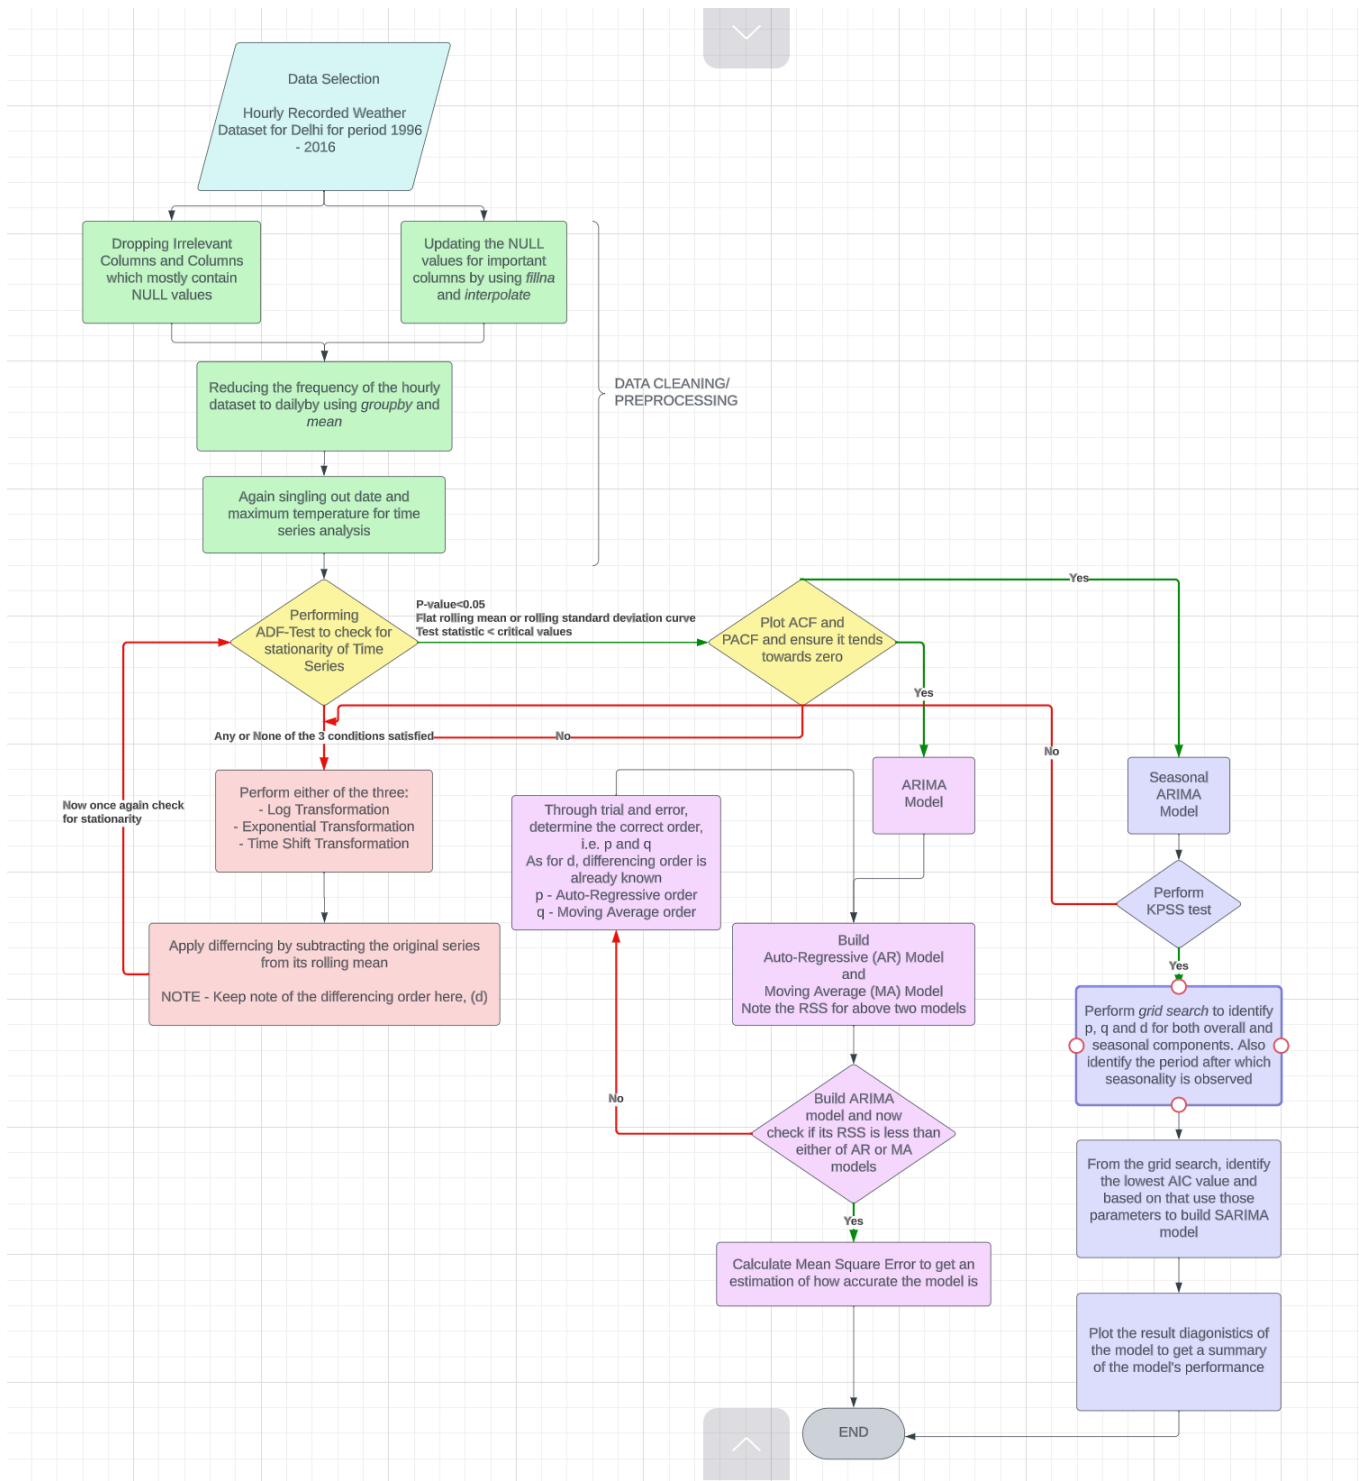 Data Selection
Hourly Recorded Weather
Dataset for Delhi for period 1996
- 2016
Dropping Irrelevant
Columns and Columns
which mostly contain
NULL values
Updating the NULL
values for important
columns by using fillna
and interpolate
Reducing the frequency of the hourly
dataset to dailyby using groupby and
mean
DATA CLEANING/
PREPROCESSING
Again singling out date and
maximum temperature for time
series analysis
Performing
ADF-Test to check for
stationarity of Time
Series
P-value<0.05
Flat rolling mean or rolling standard deviation curve
Test statistic < critical values
Plot ACF and
PACF and ensure it tends
towards zero
Yes
Yes
Any or None of the 3 conditions satisfied
No
No
Now once again check
for stationarity
Perform either of the three:
- Log Transformation
- Exponential Transformation
- Time Shift Transformation
Apply differncing by subtracting the original series
from its rolling mean
NOTE - Keep note of the differencing order here, (d)
Through trial and error,
determine the correct order,
i.e. p and q
As for d, differencing order is
already known
p - Auto-Regressive order
q - Moving Average order
ARIMA
Model
Seasonal
ARIMA
Model
Perform
KPSS test
Build
Auto-Regressive (AR) Model
and
Moving Average (MA) Model
Note the RSS for above two models
Yes
Perform grid search to identify
p, q and d for both overall and
seasonal components. Also
identify the period after which
seasonality is observed
No
Build ARIMA
model and now
check if its RSS is less than
either of AR or MA
models
Yes
From the grid search, identify
the lowest AIC value and
based on that use those
parameters to build SARIMA
model
Calculate Mean Square Error to get an
estimation of how accurate the model is
Plot the result diagonistics of
the model to get a summary
of the model's performance
END